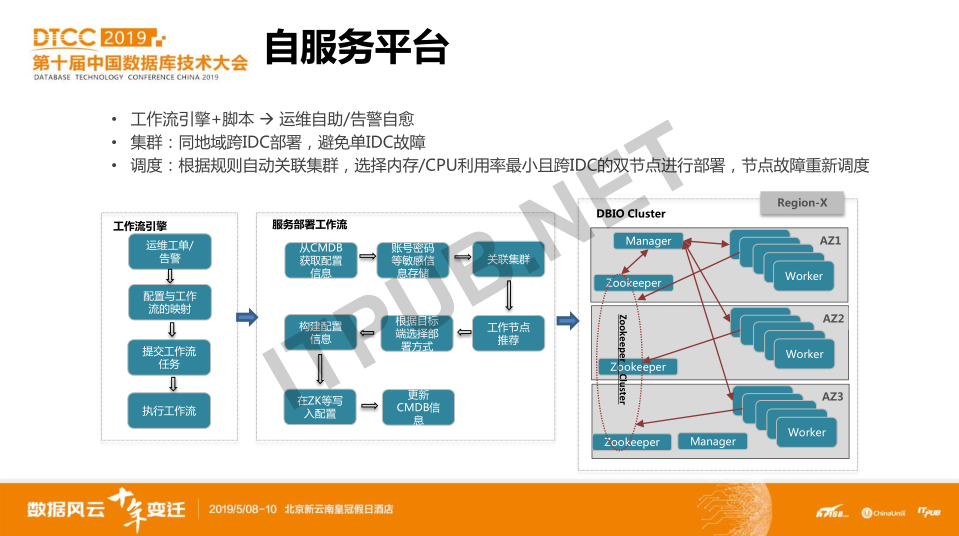 DTCC 2019
第十届中国数据库技术大会
DATABASE TECHNOLOGY CONFERENCE CHINA 2019
自服务平台
• 工作流引擎+脚本 → 运维自助/告警自愈
• 集群：同地域跨IDC部署，避免单IDC故障
• 调度：根据规则自动关联集群，选择内存/CPU利用率最小且跨IDC的双节点进行部署，节点故障重新调度
工作流引擎
运维工单/
告警
配置与工作
流的映射
提交工作流
任务
执行工作流
服务部署工作流
从CMDB
获取配置
信息
账号密码
等敏感信
息存储
关联集群
构建配置
信息
根据目标
端选择部
署方式
工作节点
推荐
在ZK等写
入配置
更新
CMDB信
息
DBIO Cluster
Region-X
Manager
AZ1
Zookeeper
Worker
AZ2
Zookeeper
Worker
Zookeeper Cluster
AZ3
Worker
Zookeeper
Manager
ITPUB.NET
数据风云 十年 变迁
2019/5/08-10 北京新云南皇冠假日酒店
ChinaUnix
ITPUB